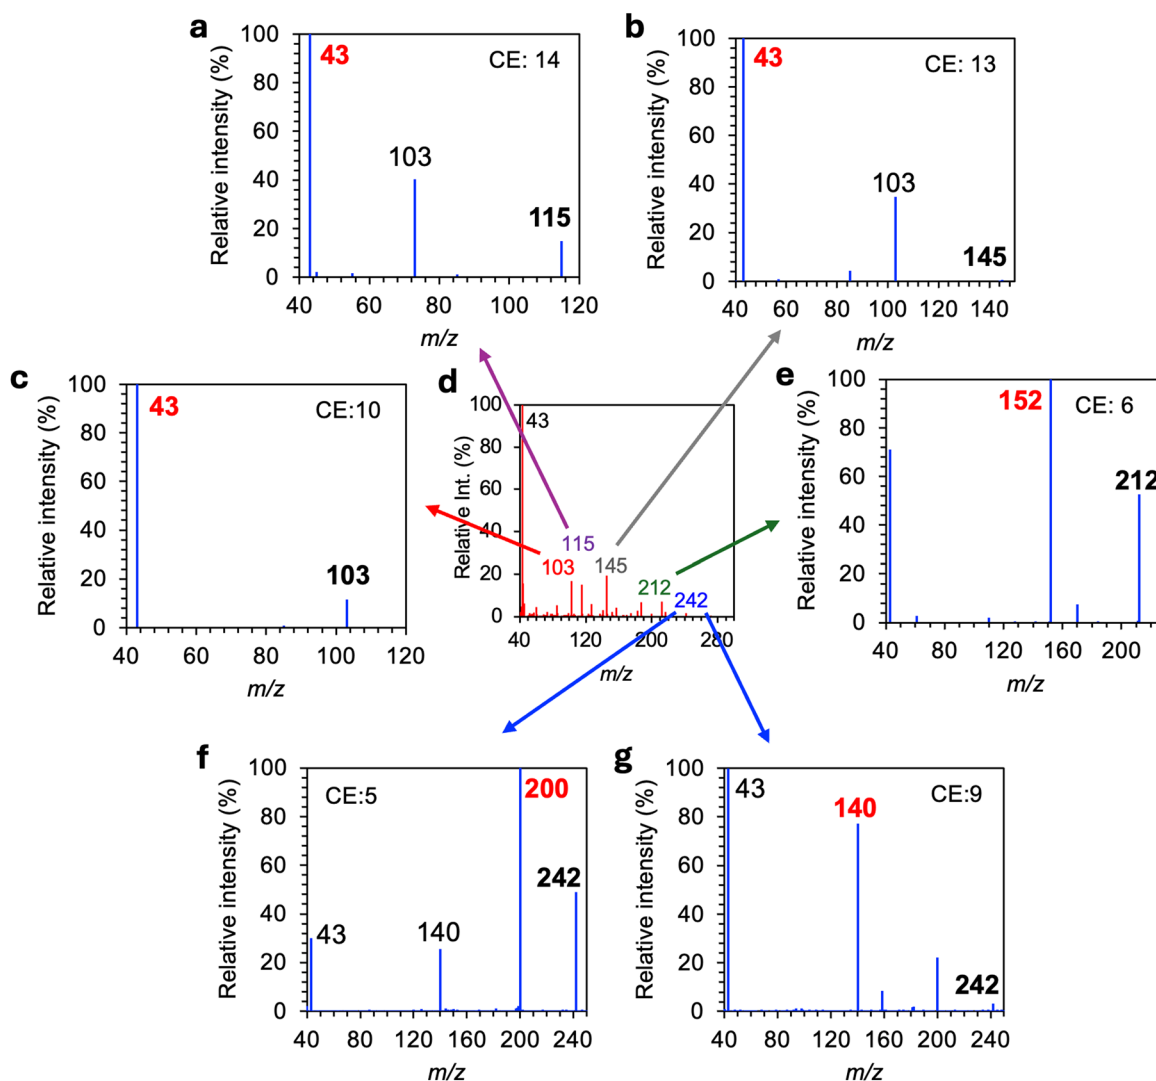 a
Relative intensity (%)
100
80
60
40
20
0
43
CE: 14
103
115
40 60 80 100 120
m/z
b
Relative intensity (%)
100
80
60
40
20
0
43
CE: 13
103
145
40 60 80 100 120 140
m/z
c
Relative intensity (%)
100
80
60
40
20
0
43
CE:10
103
40 60 80 100 120
m/z
d
Relative Int. (%)
100
80
60
40
20
0
43
115
103
145
212
242
40 120 200 280
m/z
e
Relative intensity (%)
100
80
60
40
20
0
152
CE: 6
212
40 80 120 160 200
m/z
f
Relative intensity (%)
100
80
60
40
20
0
CE:5
200
242
43
140
40 80 120 160 200 240
m/z
g
Relative intensity (%)
100
80
60
40
20
0
43
CE:9
140
242
40 80 120 160 200 240
m/z